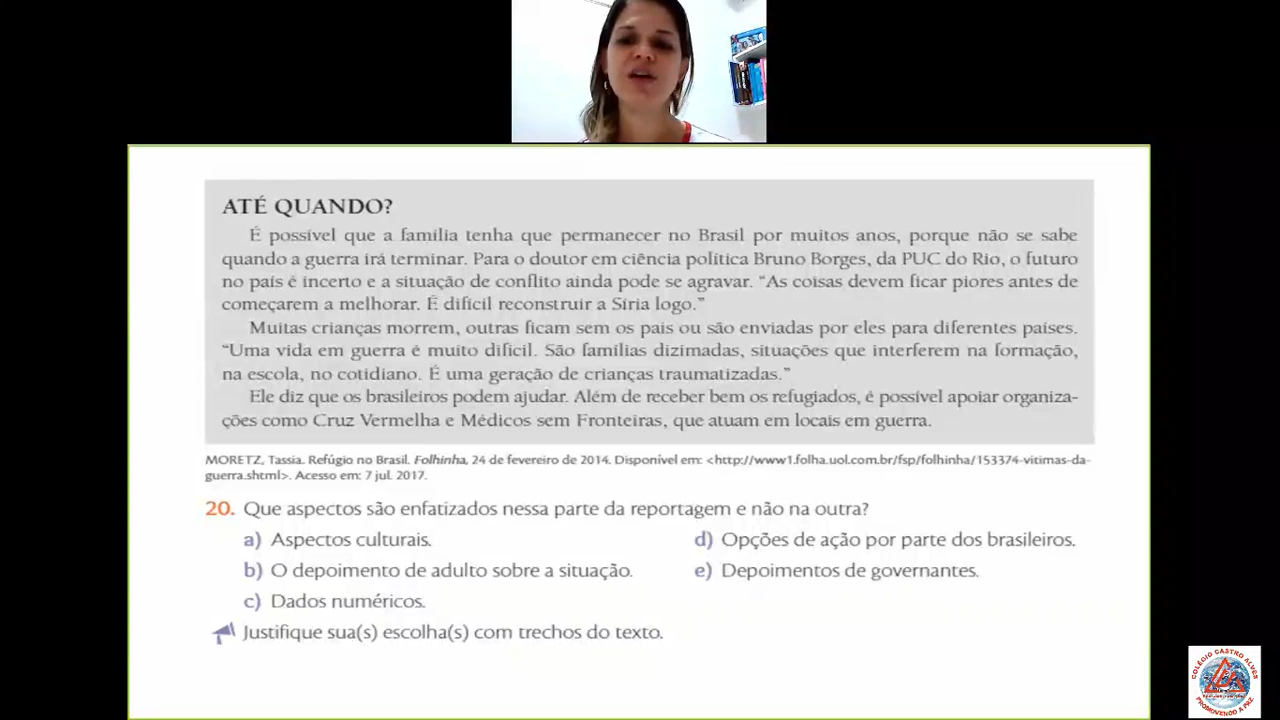 ATÉ QUANDO?
É possível que a família tenha que permanecer no Brasil por muitos anos, porque não se sabe
quando a guerra irá terminar. Para o doutor em ciência política Bruno Borges, da PUC do Rio, o futuro
no país é incerto e a situação de conflito ainda pode se agravar. “As coisas devem ficar piores antes de
começarem a melhorar. É difícil reconstruir a Síria logo.”
Muitas crianças morrem, outras ficam sem os pais ou são enviadas por eles para diferentes países.
“Uma vida em guerra é muito difícil. São famílias dizimadas, situações que interferem na formação,
na escola, no cotidiano. É uma geração de crianças traumatizadas.”
Ele diz que os brasileiros podem ajudar. Além de receber bem os refugiados, é possível apoiar organiza-
ções como Cruz Vermelha e Médicos sem Fronteiras, que atuam em locais em guerra.
MORETZ, Tassia. Refúgio no Brasil. Folhinha, 24 de fevereiro de 2014. Disponível em: <http://www1.folha.uol.com.br/fsp/folhinha/153374-vitimas-da-
guerra.shtml>. Acesso em: 7 jul. 2017.
20. Que aspectos são enfatizados nessa parte da reportagem e não na outra?
a) Aspectos culturais.
b) O depoimento de adulto sobre a situação.
c) Dados numéricos.
d) Opções de ação por parte dos brasileiros.
e) Depoimentos de governantes.
Justifique sua(s) escolha(s) com trechos do texto.
COLÉGIO CASTRO ALVES
PROMOVENDO A PAZ